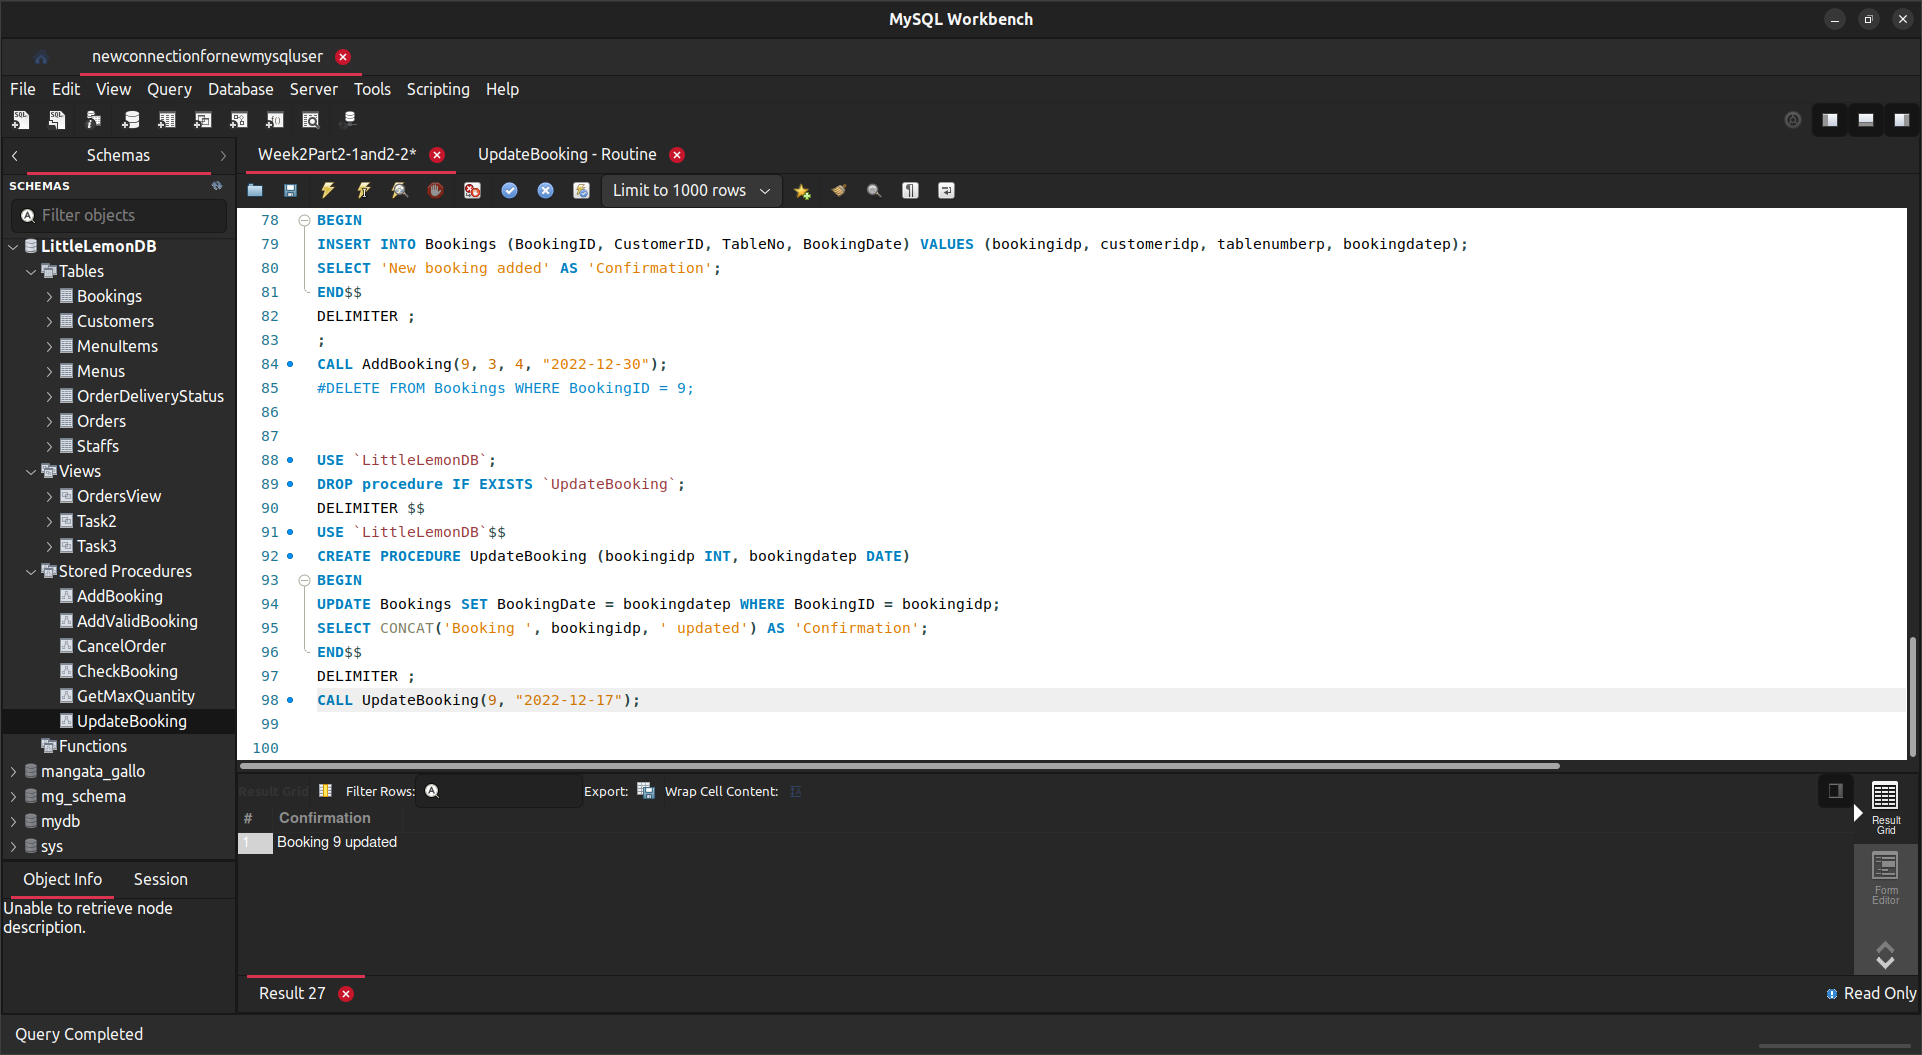 MySQL Workbench
newconnectionfornewmysqluser
File Edit View Query Database Server Tools Scripting Help
Schemas
SCHEMAS
Filter objects
LittleLemonDB
Tables
Bookings
Customers
MenuItems
Menus
OrderDeliveryStatus
Orders
Staffs
Views
OrdersView
Task2
Task3
Stored Procedures
AddBooking
AddValidBooking
CancelOrder
CheckBooking
GetMaxQuantity
UpdateBooking
Functions
mangata_gallo
mg_schema
mydb
sys
Object Info Session
Unable to retrieve node
description.
Week2Part2-1and2-2* UpdateBooking - Routine
Limit to 1000 rows
78 BEGIN
79 INSERT INTO Bookings (BookingID, CustomerID, TableNo, BookingDate) VALUES (bookingidp, customeridp, tablenumberp, bookingdatep);
80 SELECT 'New booking added' AS 'Confirmation';
81 END$$
82 DELIMITER ;
83 ;
84 CALL AddBooking(9, 3, 4, "2022-12-30");
85 #DELETE FROM Bookings WHERE BookingID = 9;
86
87
88 USE `LittleLemonDB`;
89 DROP procedure IF EXISTS `UpdateBooking`;
90 DELIMITER $$
91 USE `LittleLemonDB`$$
92 CREATE PROCEDURE UpdateBooking (bookingidp INT, bookingdatep DATE)
93 BEGIN
94 UPDATE Bookings SET BookingDate = bookingdatep WHERE BookingID = bookingidp;
95 SELECT CONCAT('Booking ', bookingidp, ' updated') AS 'Confirmation';
96 END$$
97 DELIMITER ;
98 CALL UpdateBooking(9, "2022-12-17");
99
100
Result Grid Filter Rows: Export: Wrap Cell Content:
# Confirmation
1 Booking 9 updated
Result
Grid
Form
Editor
Result 27
Read Only
Query Completed